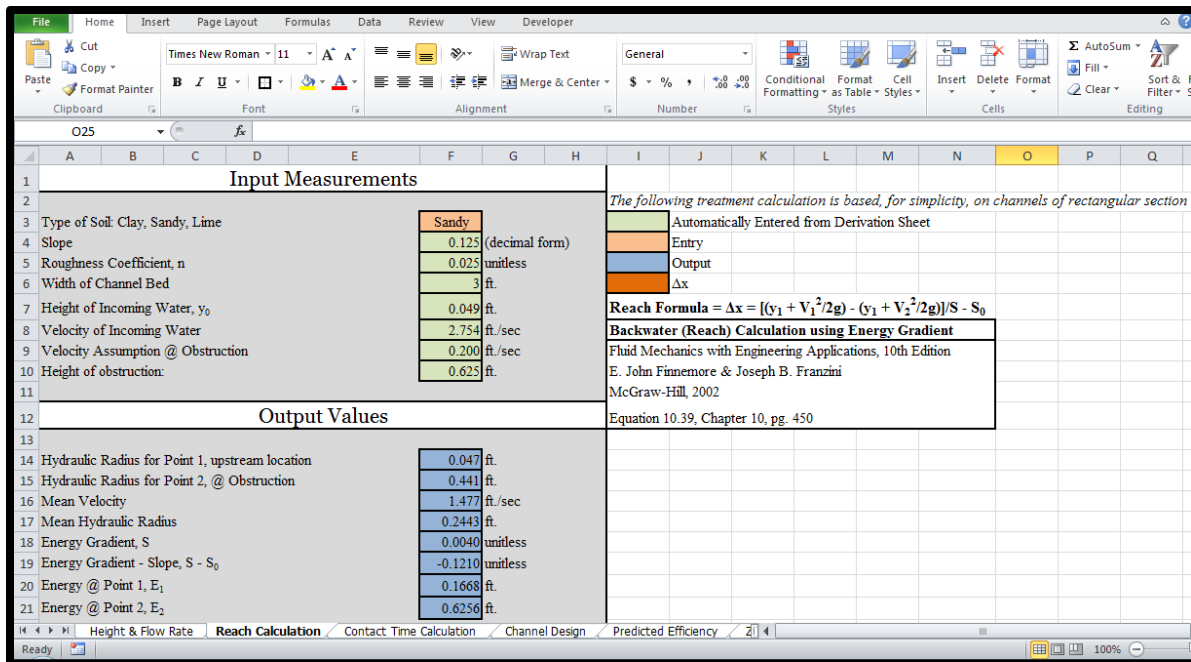 File Home Insert Page Layout Formulas Data Review View Developer
Cut
Copy
Format Painter
Paste
Clipboard
Times New Roman 11 A A
B I U A
Font
Wrap Text
Merge & Center
Alignment
General
$ % , .00 .00
Number
Conditional Formatting
Format as Table
Cell Styles
Styles
Insert Delete Format
Cells
Σ AutoSum
Fill
Clear
Sort &
Filter
Editing
O25 fx
A B C D E F G H I J K L M N O P Q
1 Input Measurements
2 The following treatment calculation is based, for simplicity, on channels of rectangular section
3 Type of Soil: Clay, Sandy, Lime Sandy Automatically Entered from Derivation Sheet
4 Slope 0.125 (decimal form) Entry
5 Roughness Coefficient, n 0.025 unitless Output
6 Width of Channel Bed 3 ft. Δx
7 Height of Incoming Water, y₀ 0.049 ft. Reach Formula = Δx = [(y₁ + V₁²/2g) - (y₁ + V₂²/2g)]/S - S₀
8 Velocity of Incoming Water 2.754 ft./sec Backwater (Reach) Calculation using Energy Gradient
9 Velocity Assumption @ Obstruction 0.200 ft./sec Fluid Mechanics with Engineering Applications, 10th Edition
10 Height of obstruction: 0.625 ft. E. John Finnemore & Joseph B. Franzini
11 McGraw-Hill, 2002
12 Output Values Equation 10.39, Chapter 10, pg. 450
13
14 Hydraulic Radius for Point 1, upstream location 0.047 ft.
15 Hydraulic Radius for Point 2, @ Obstruction 0.441 ft.
16 Mean Velocity 1.477 ft./sec
17 Mean Hydraulic Radius 0.2443 ft.
18 Energy Gradient, S 0.0040 unitless
19 Energy Gradient - Slope, S - S₀ -0.1210 unitless
20 Energy @ Point 1, E₁ 0.1668 ft.
21 Energy @ Point 2, E₂ 0.6256 ft.
Height & Flow Rate Reach Calculation Contact Time Calculation Channel Design Predicted Efficiency
Ready 100%